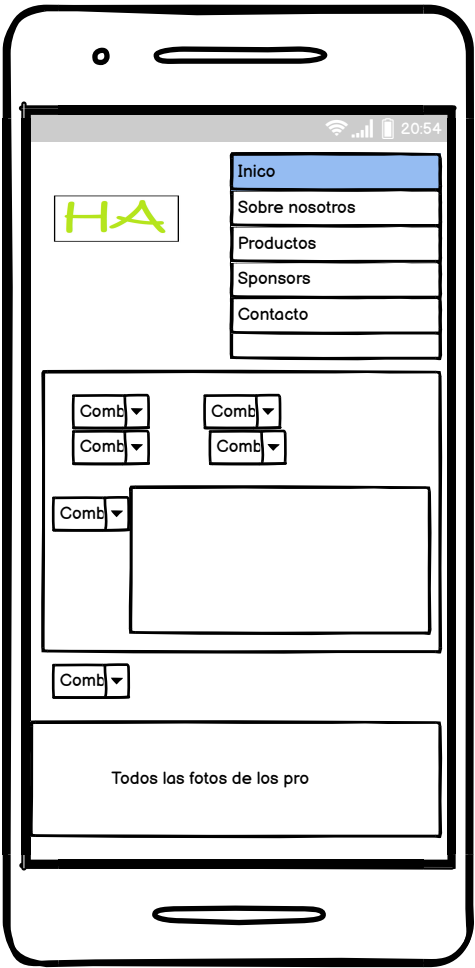 20:54
HA
Inico
Sobre nosotros
Productos
Sponsors
Contacto
Comb Comb
Comb Comb
Comb
Comb
Todos las fotos de los pro